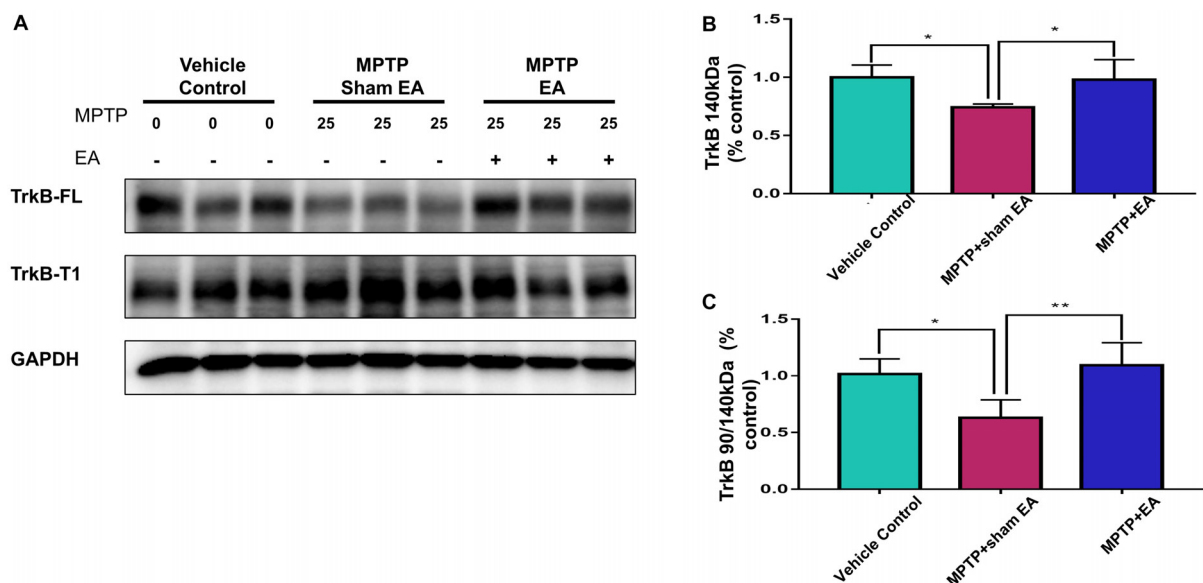 A
Vehicle
Control
MPTP
Sham EA
MPTP
EA
MPTP 0 0 0 25 25 25 25 25 25
EA - - - - - - + + +
TrkB-FL
TrkB-T1
GAPDH
B
TrkB 140kDa
(% control)
1.5
1.0
0.5
0.0
*
*
Vehicle Control
MPTP+sham EA
MPTP+EA
C
TrkB 90/140kDa (%
control)
1.5
1.0
0.5
0.0
*
**
Vehicle Control
MPTP+sham EA
MPTP+EA